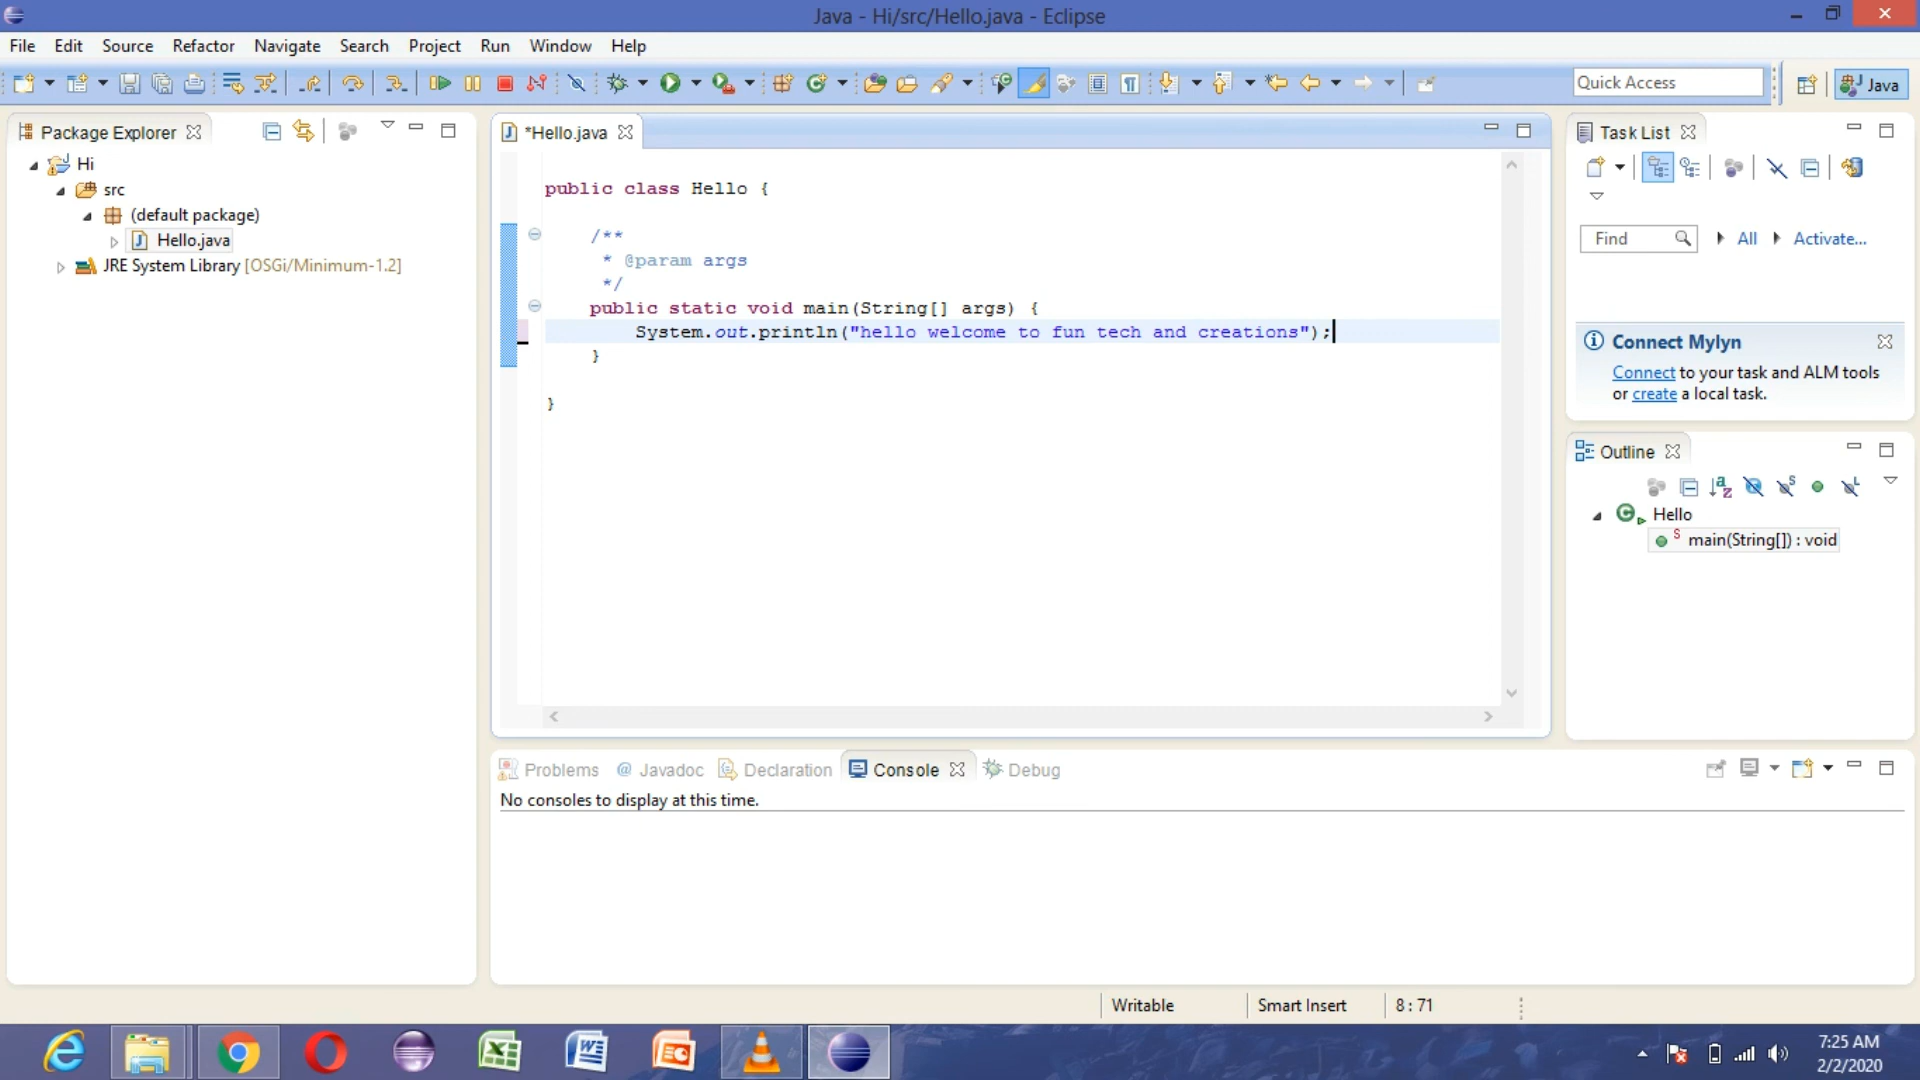 Java - Hi/src/Hello.java - Eclipse
File Edit Source Refactor Navigate Search Project Run Window Help
Quick Access
Java
Package Explorer
Hi
src
(default package)
Hello.java
JRE System Library [OSGi/Minimum-1.2]
*Hello.java
public class Hello {
/**
* @param args
*/
public static void main(String[] args) {
System.out.println("hello welcome to fun tech and creations");
}
}
Task List
Find All Activate...
Connect Mylyn
Connect to your task and ALM tools
or create a local task.
Outline
Hello
main(String[]) : void
Problems @ Javadoc Declaration Console Debug
No consoles to display at this time.
Writable Smart Insert 8 : 71
7:25 AM
2/2/2020